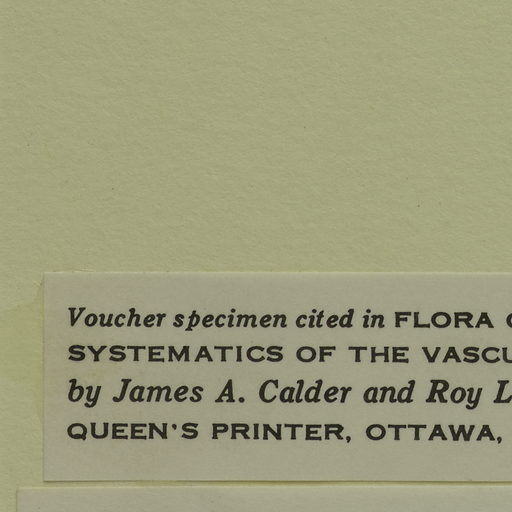 Voucher specimen cited in FLORA
SYSTEMATICS OF THE VASCU
by James A. Calder and Roy L
QUEEN'S PRINTER, OTTAWA,